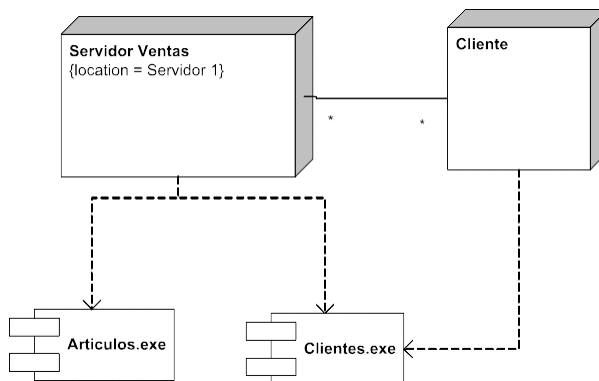 Servidor Ventas
{location = Servidor 1}
Cliente
*
*
Articulos.exe
Clientes.exe